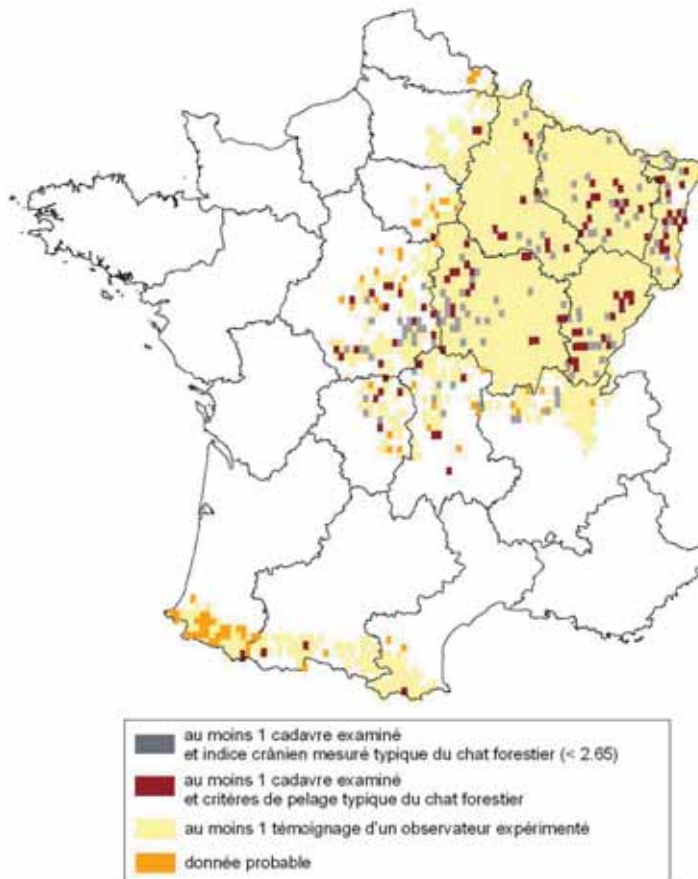 au moins 1 cadavre examiné
et indice crânien mesuré typique du chat forestier (< 2.65)
au moins 1 cadavre examiné
et critères de pelage typique du chat forestier
au moins 1 témoignage d'un observateur expérimenté
donnée probable